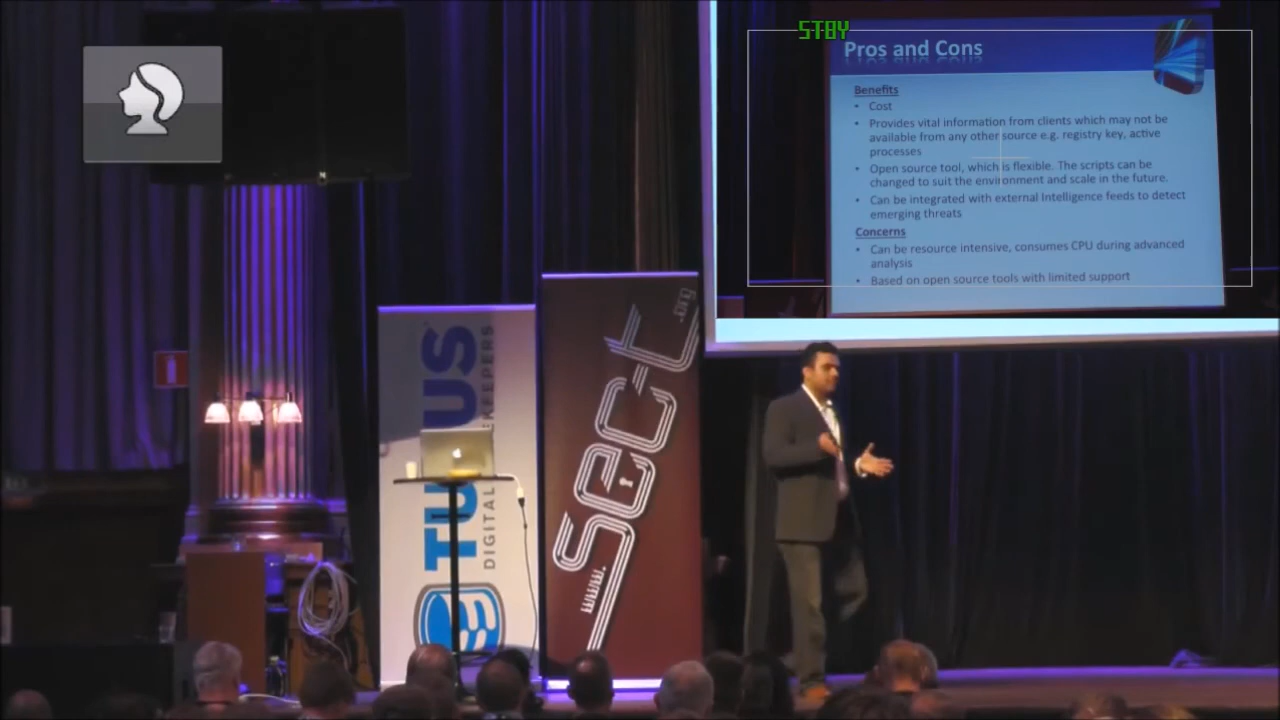 STBY
Pros and Cons
Benefits
• Cost
• Provides vital information from clients which may not be
available from any other source e.g. registry key, active
processes
• Open source tool, which is flexible. The scripts can be
changed to suit the environment and scale in the future.
• Can be integrated with external Intelligence feeds to detect
emerging threats
Concerns
• Can be resource intensive, consumes CPU during advanced
analysis
• Based on open source tools with limited support
DIGITAL
www.sec-t.org